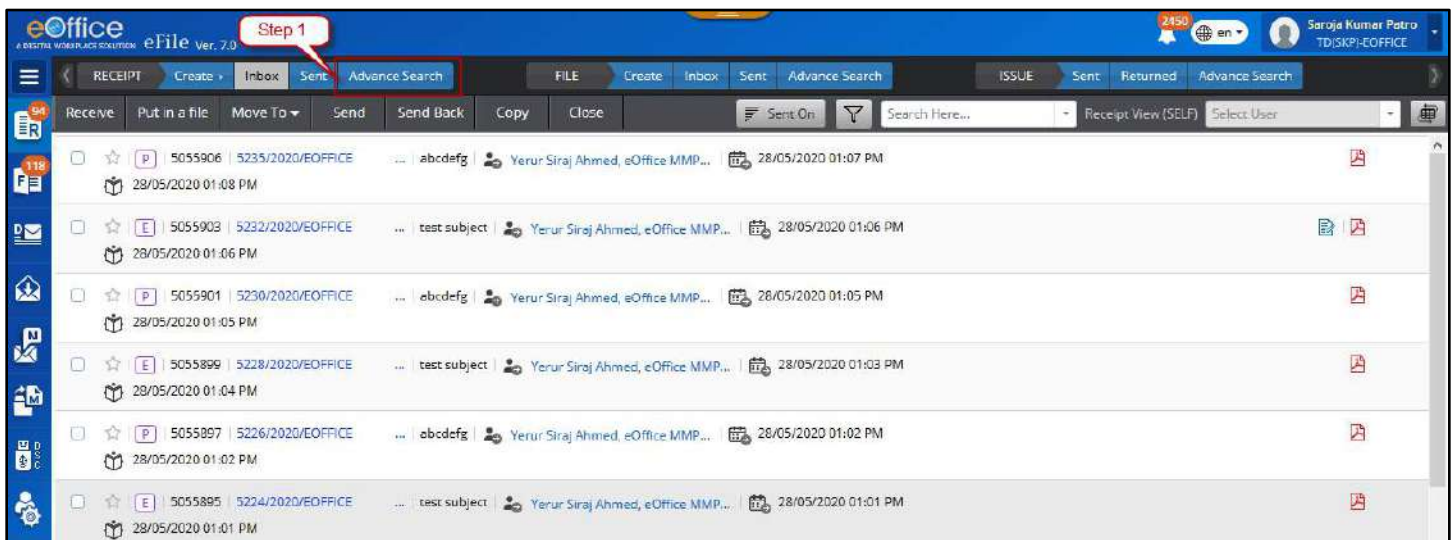 Step 1
eOffice
A DIGITAL WORKPLACE SOLUTION
eFile Ver. 7.0
2450
en
Saroja Kumar Patro
TD(SKP)-EOFFICE
RECEIPT Create Inbox Sent Advance Search FILE Create Inbox Sent Advance Search ISSUE Sent Returned Advance Search
94
R
Receive Put in a file Move To Send Send Back Copy Close Sent On Search Here... Receipt View (SELF) Select User
P 5055906 5235/2020/EOFFICE ... abcdefg Yerur Siraj Ahmed, eOffice MMP... 28/05/2020 01:07 PM
28/05/2020 01:08 PM
118
F
E 5055903 5232/2020/EOFFICE ... test subject Yerur Siraj Ahmed, eOffice MMP... 28/05/2020 01:06 PM
28/05/2020 01:06 PM
D
P 5055901 5230/2020/EOFFICE ... abcdefg Yerur Siraj Ahmed, eOffice MMP... 28/05/2020 01:05 PM
28/05/2020 01:05 PM
N
E 5055899 5228/2020/EOFFICE ... test subject Yerur Siraj Ahmed, eOffice MMP... 28/05/2020 01:03 PM
28/05/2020 01:04 PM
M
P 5055897 5226/2020/EOFFICE ... abcdefg Yerur Siraj Ahmed, eOffice MMP... 28/05/2020 01:02 PM
28/05/2020 01:02 PM
DSC
E 5055895 5224/2020/EOFFICE ... test subject Yerur Siraj Ahmed, eOffice MMP... 28/05/2020 01:01 PM
28/05/2020 01:01 PM